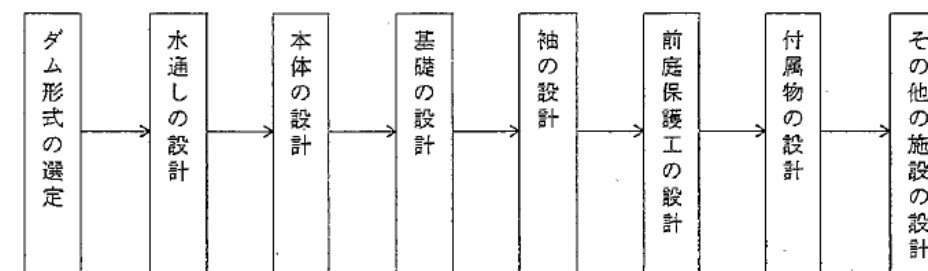 ダム形式の選定
水通しの設計
本体の設計
基礎の設計
袖の設計
前庭保護工の設計
付属物の設計
その他の施設の設計